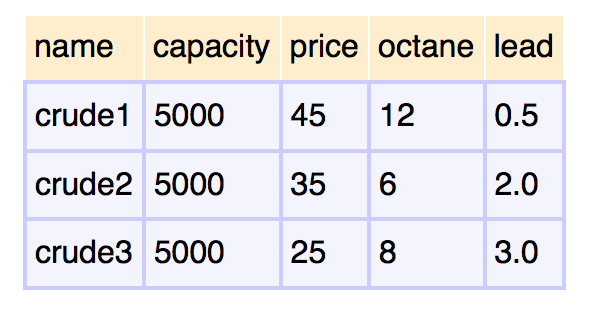 name capacity price octane lead
crude1 5000 45 12 0.5
crude2 5000 35 6 2.0
crude3 5000 25 8 3.0